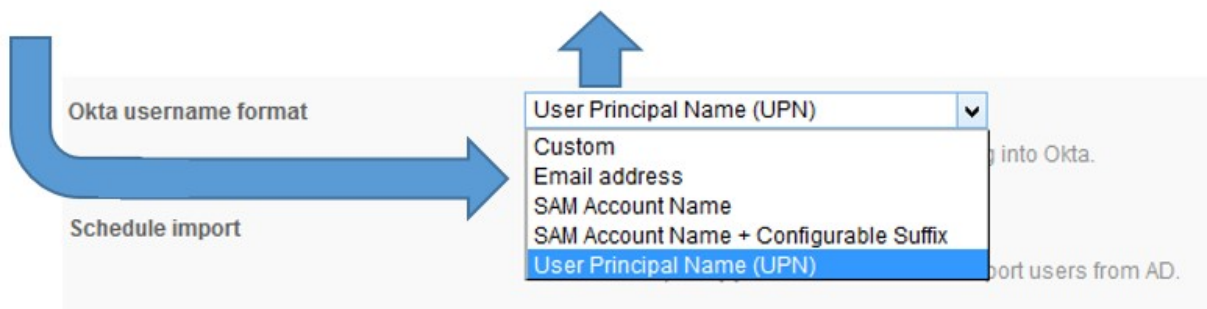 Okta username format
User Principal Name (UPN)
Custom
Email address
SAM Account Name
SAM Account Name + Configurable Suffix
User Principal Name (UPN)
into Okta.
Schedule import
users from AD.